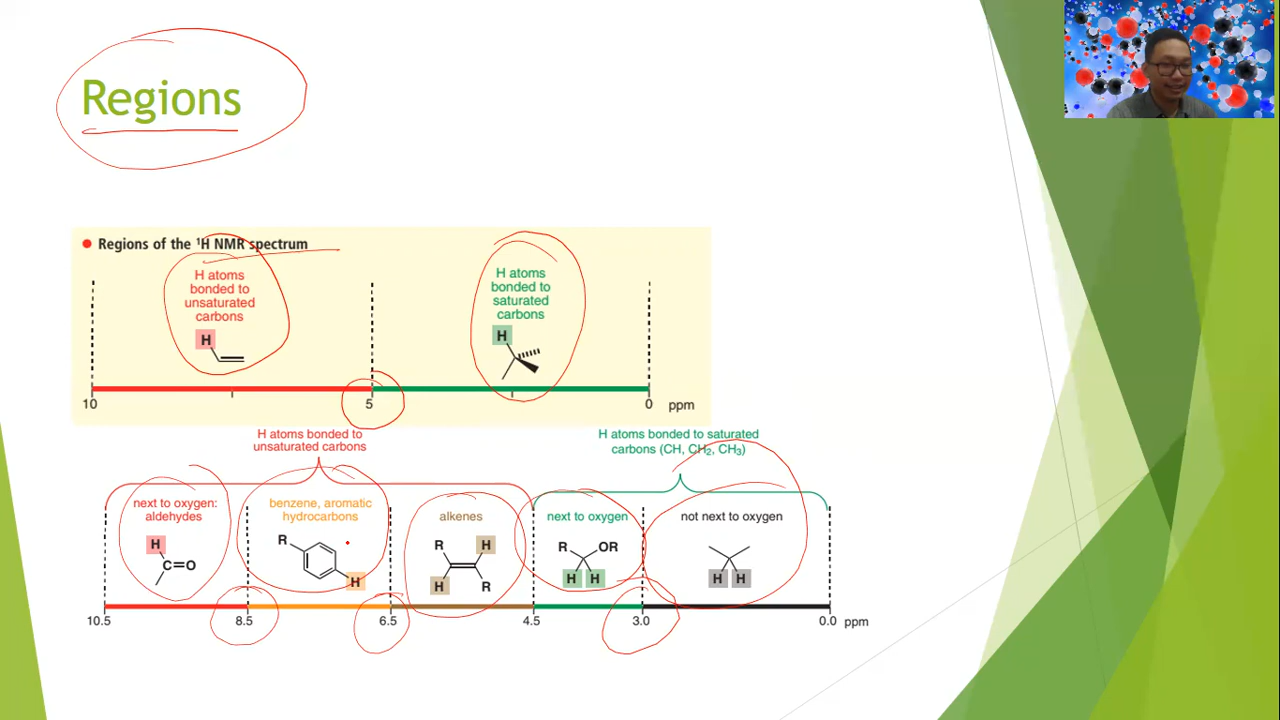 Regions
Regions of the ¹H NMR spectrum
H atoms
bonded to
unsaturated
carbons
H
H atoms
bonded to
saturated
carbons
H
10
5
0
ppm
H atoms bonded to
unsaturated carbons
H atoms bonded to saturated
carbons (CH, CH₂, CH₃)
next to oxygen:
aldehydes
H
C=O
benzene, aromatic
hydrocarbons
R
H
alkenes
R H
H R
next to oxygen
R OR
H H
not next to oxygen
H H
10.5
8.5
6.5
4.5
3.0
0.0
ppm